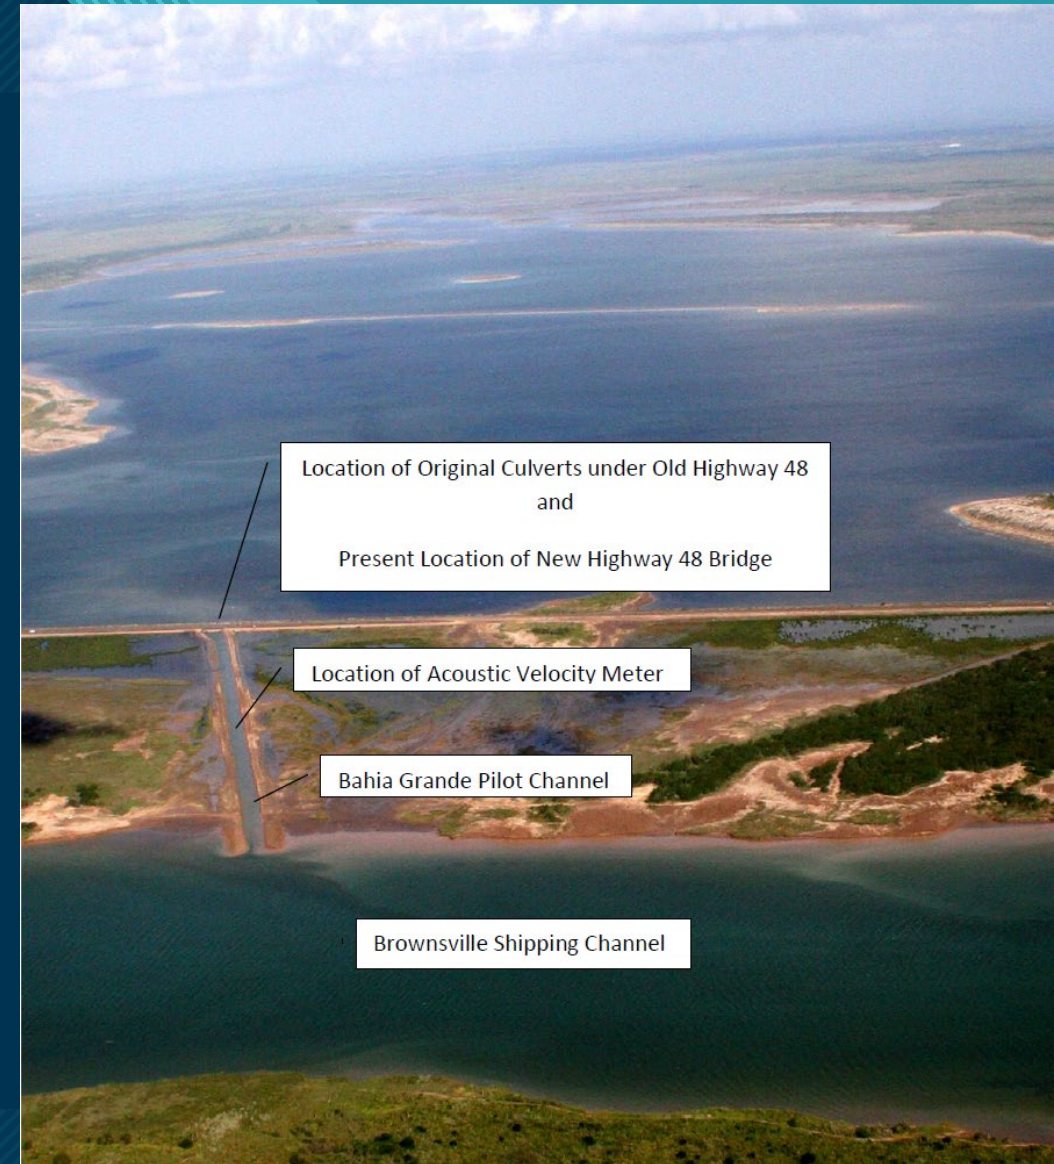 Location of Original Culverts under Old Highway 48
and
Present Location of New Highway 48 Bridge
Location of Acoustic Velocity Meter
Bahia Grande Pilot Channel
Brownsville Shipping Channel